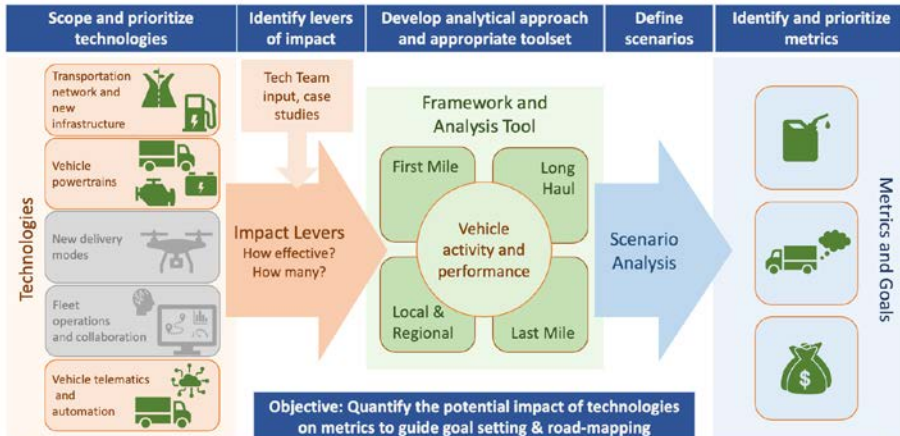 Scope and prioritize
technologies
Identify levers
of impact
Develop analytical approach
and appropriate toolset
Define
scenarios
Identify and prioritize
metrics
Technologies
Transportation
network and
new
infrastructure
Vehicle
powertrains
New delivery
modes
Fleet
operations
and collaboration
Vehicle telematics
and
automation
Tech Team
input, case
studies
Impact Levers
How effective?
How many?
Framework and
Analysis Tool
First Mile
Long
Haul
Vehicle
activity and
performance
Local &
Regional
Last Mile
Scenario
Analysis
$
Metrics and Goals
Objective: Quantify the potential impact of technologies
on metrics to guide goal setting & road-mapping